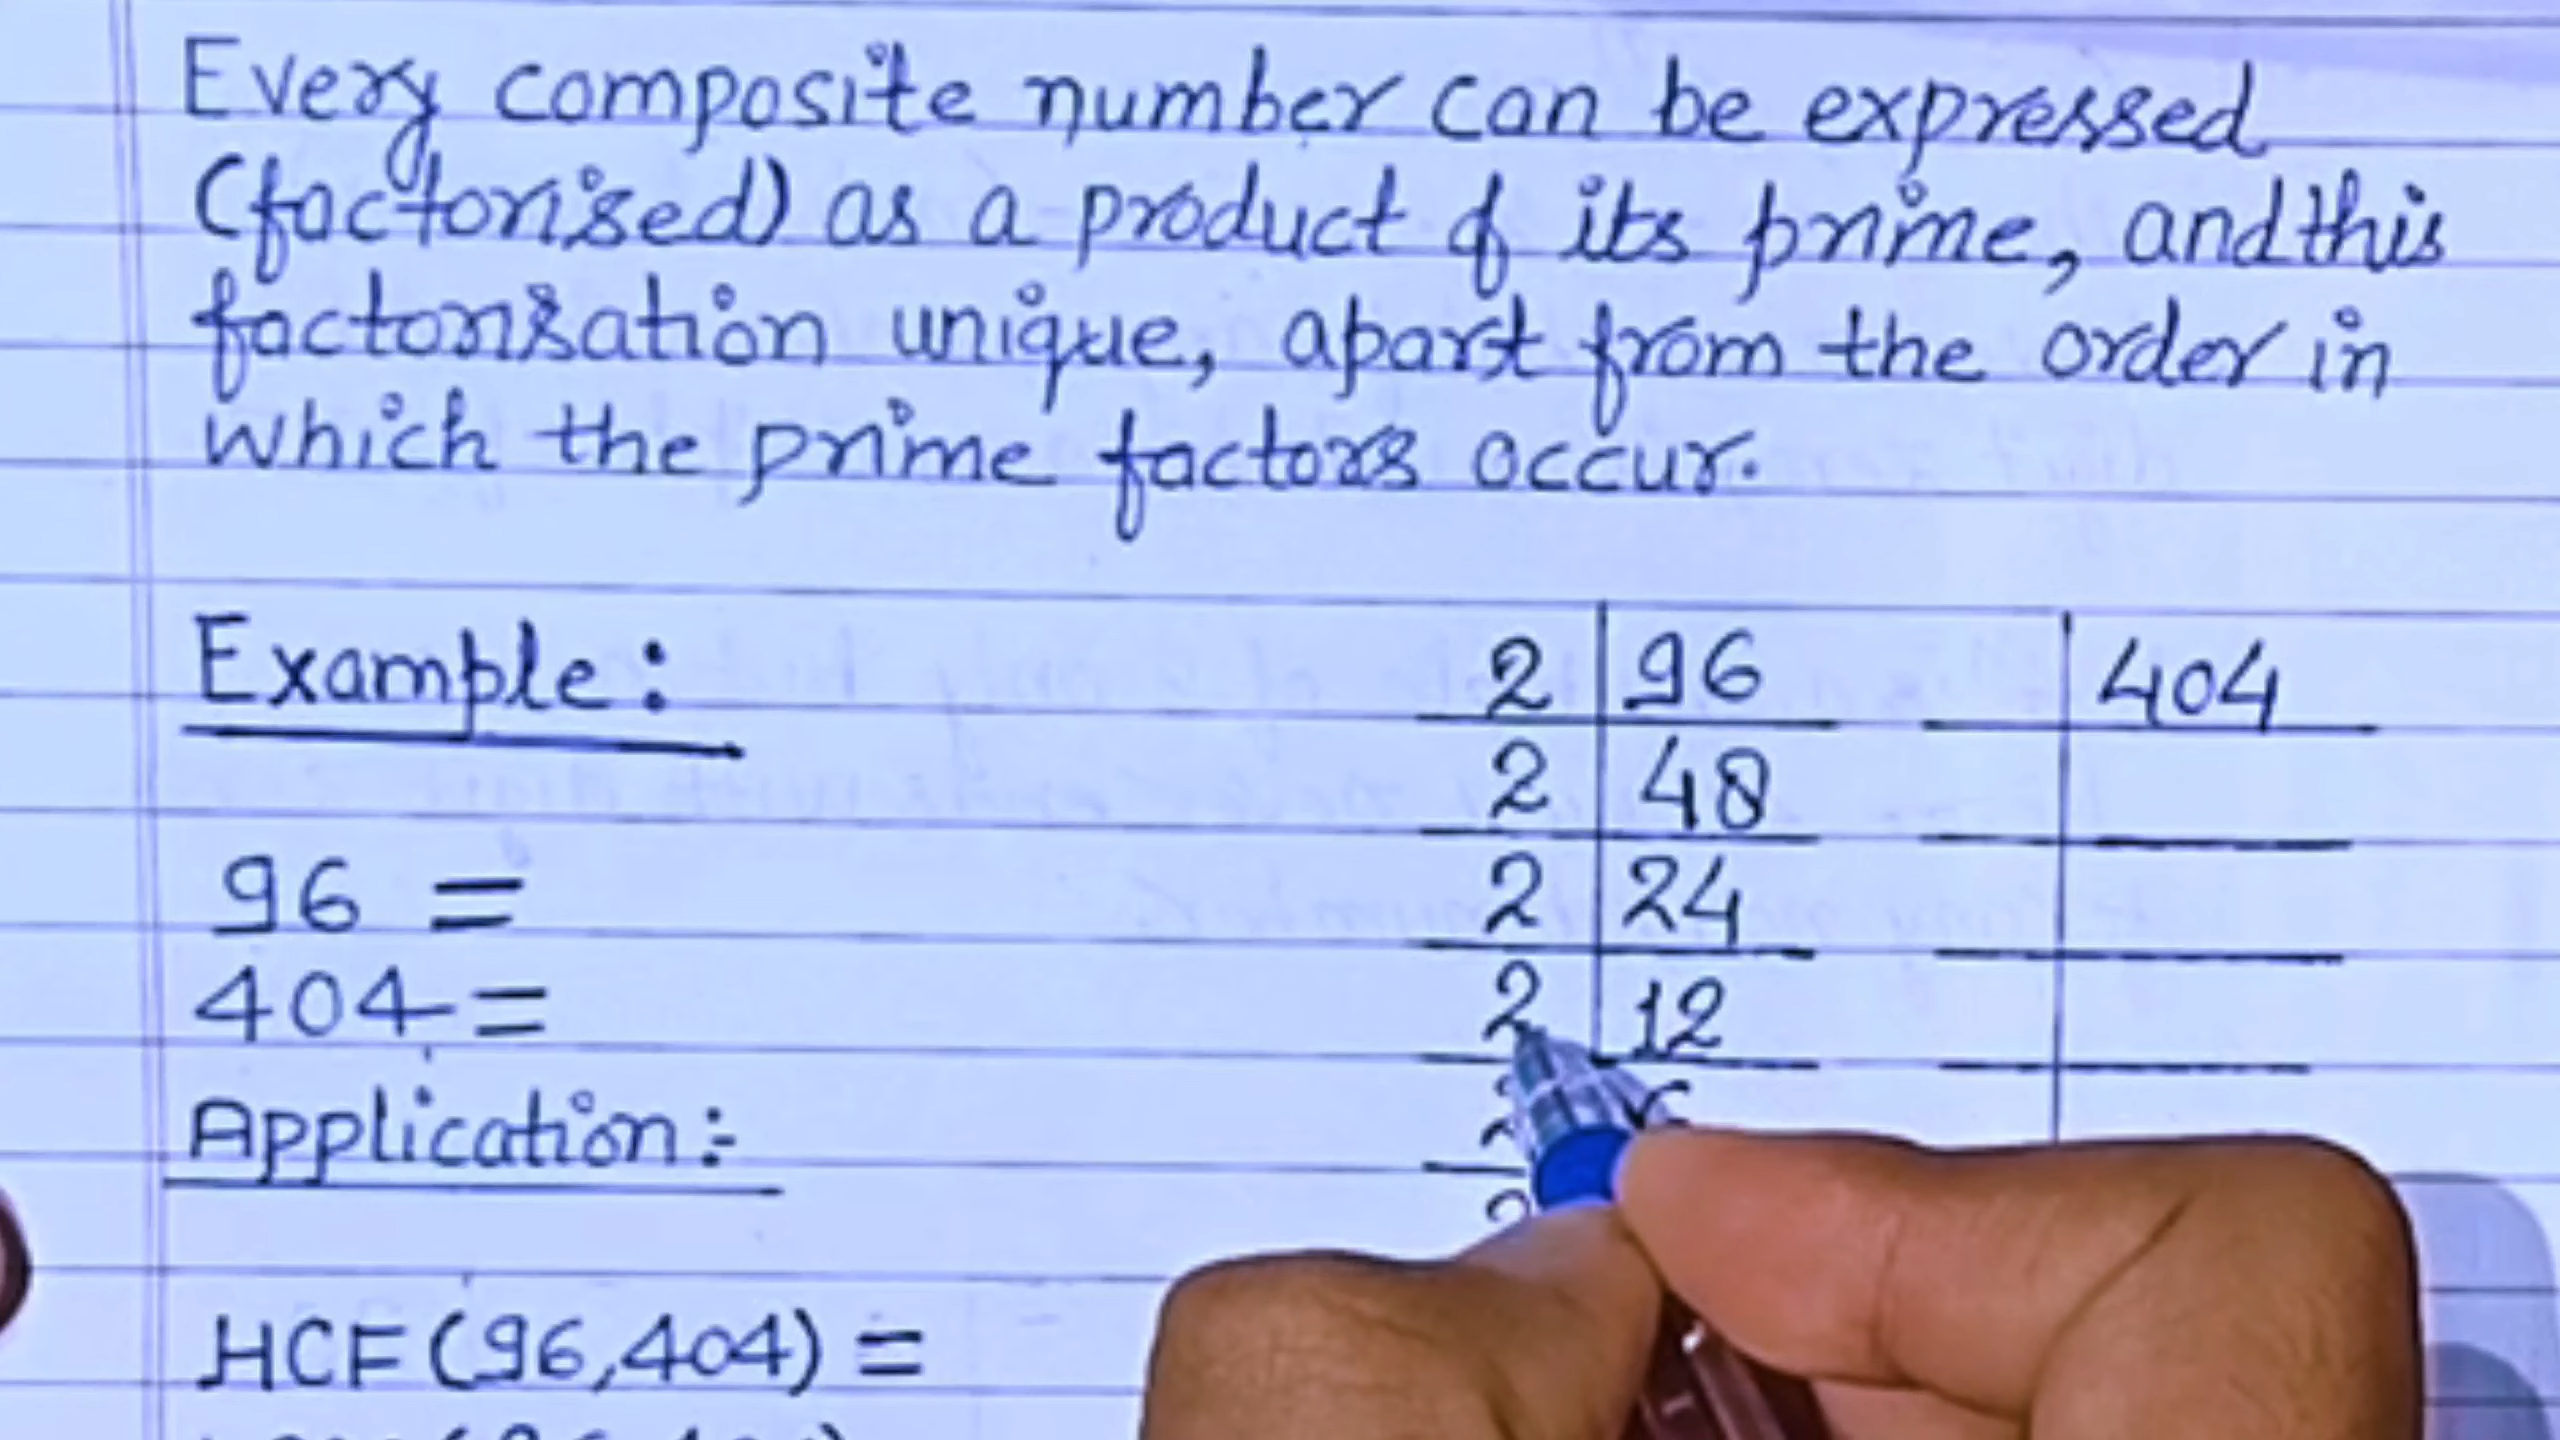 Every composite number can be expressed
(factorised) as a product of its prime, and this
factorisation unique, apart from the order in
which the prime factors occur.
Example:
2 96 404
2 48
2 24
2 12
96 =
404 =
Application:-
HCF(96,404) =